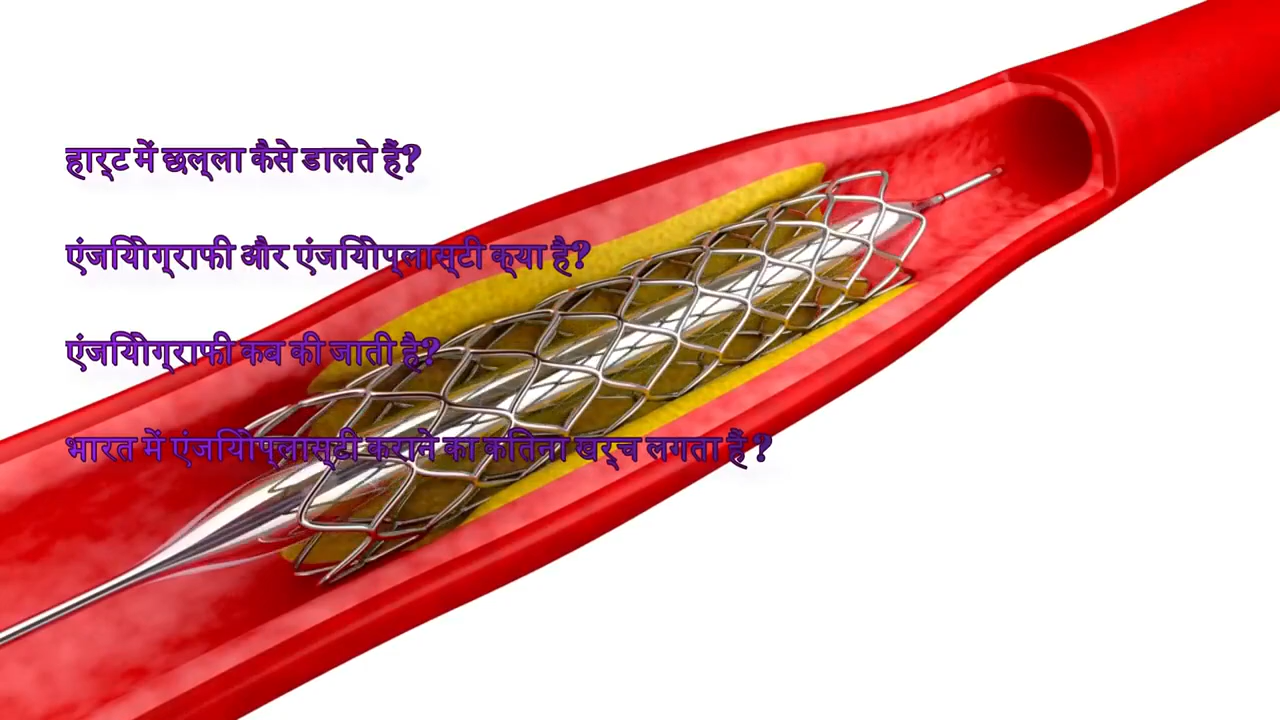 हार्ट में छल्ला कैसे डालते हैं?
एंजियोग्राफी और एंजियोप्लास्टी क्या है?
एंजियोग्राफी कब की जाती है?
भारत में एंजियोप्लास्टी कराने का कितना खर्च लगता हैं ?